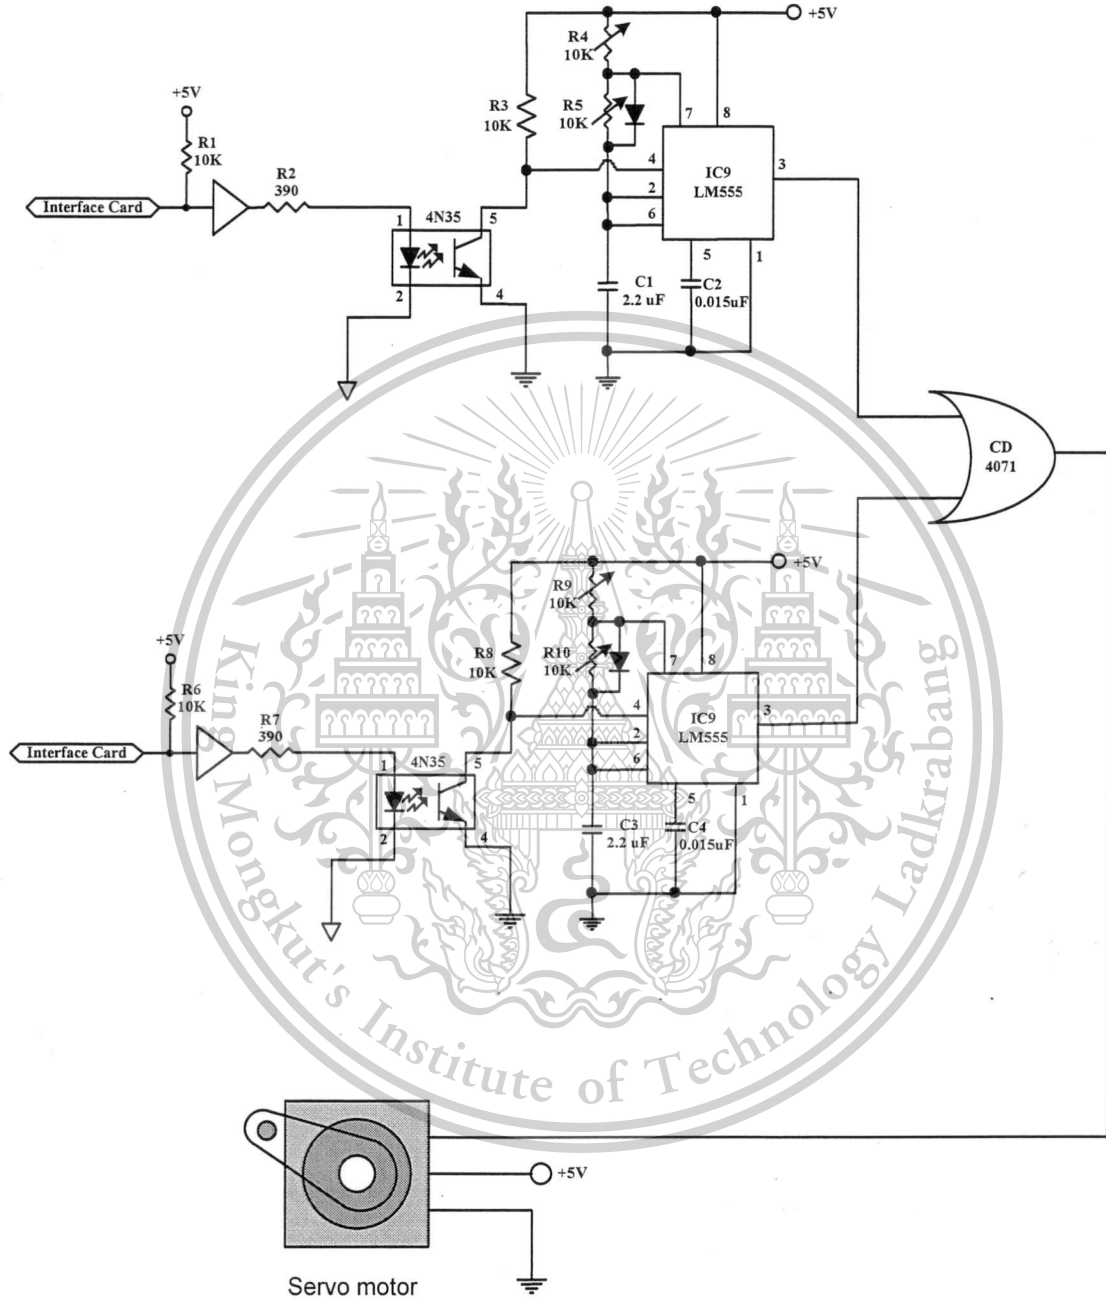 +5V
R4
10K
+5V
R1
10K
R3
10K
R5
10K
7
8
R2
390
4
2
6
IC9
LM555
3
Interface Card
1
4N35
5
2
4
5
1
C1
2.2 uF
C2
0.015uF
CD
4071
+5V
R9
10K
+5V
R6
10K
R8
10K
R10
10K
7
8
R7
390
4
2
6
IC9
LM555
3
Interface Card
1
4N35
5
2
4
5
1
C3
2.2 uF
C4
0.015uF
King Mongkut's Institute of Technology Ladkrabang
+5V
Servo motor